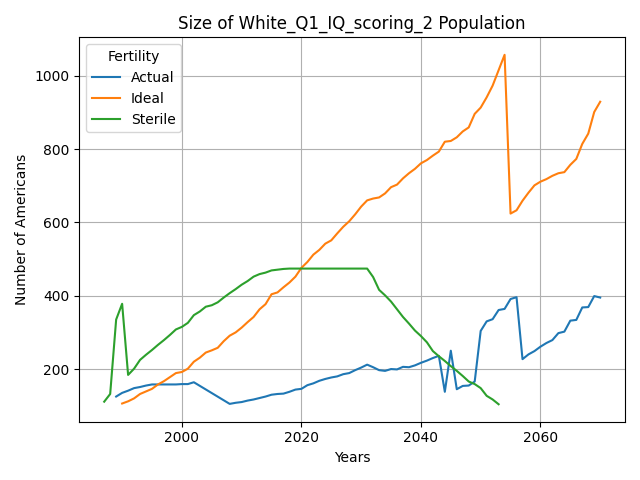 Size of White_Q1_IQ_scoring_2 Population
Fertility
Actual
Ideal
Sterile
Number of Americans
1000
800
600
400
200
2000
2020
2040
2060
Years